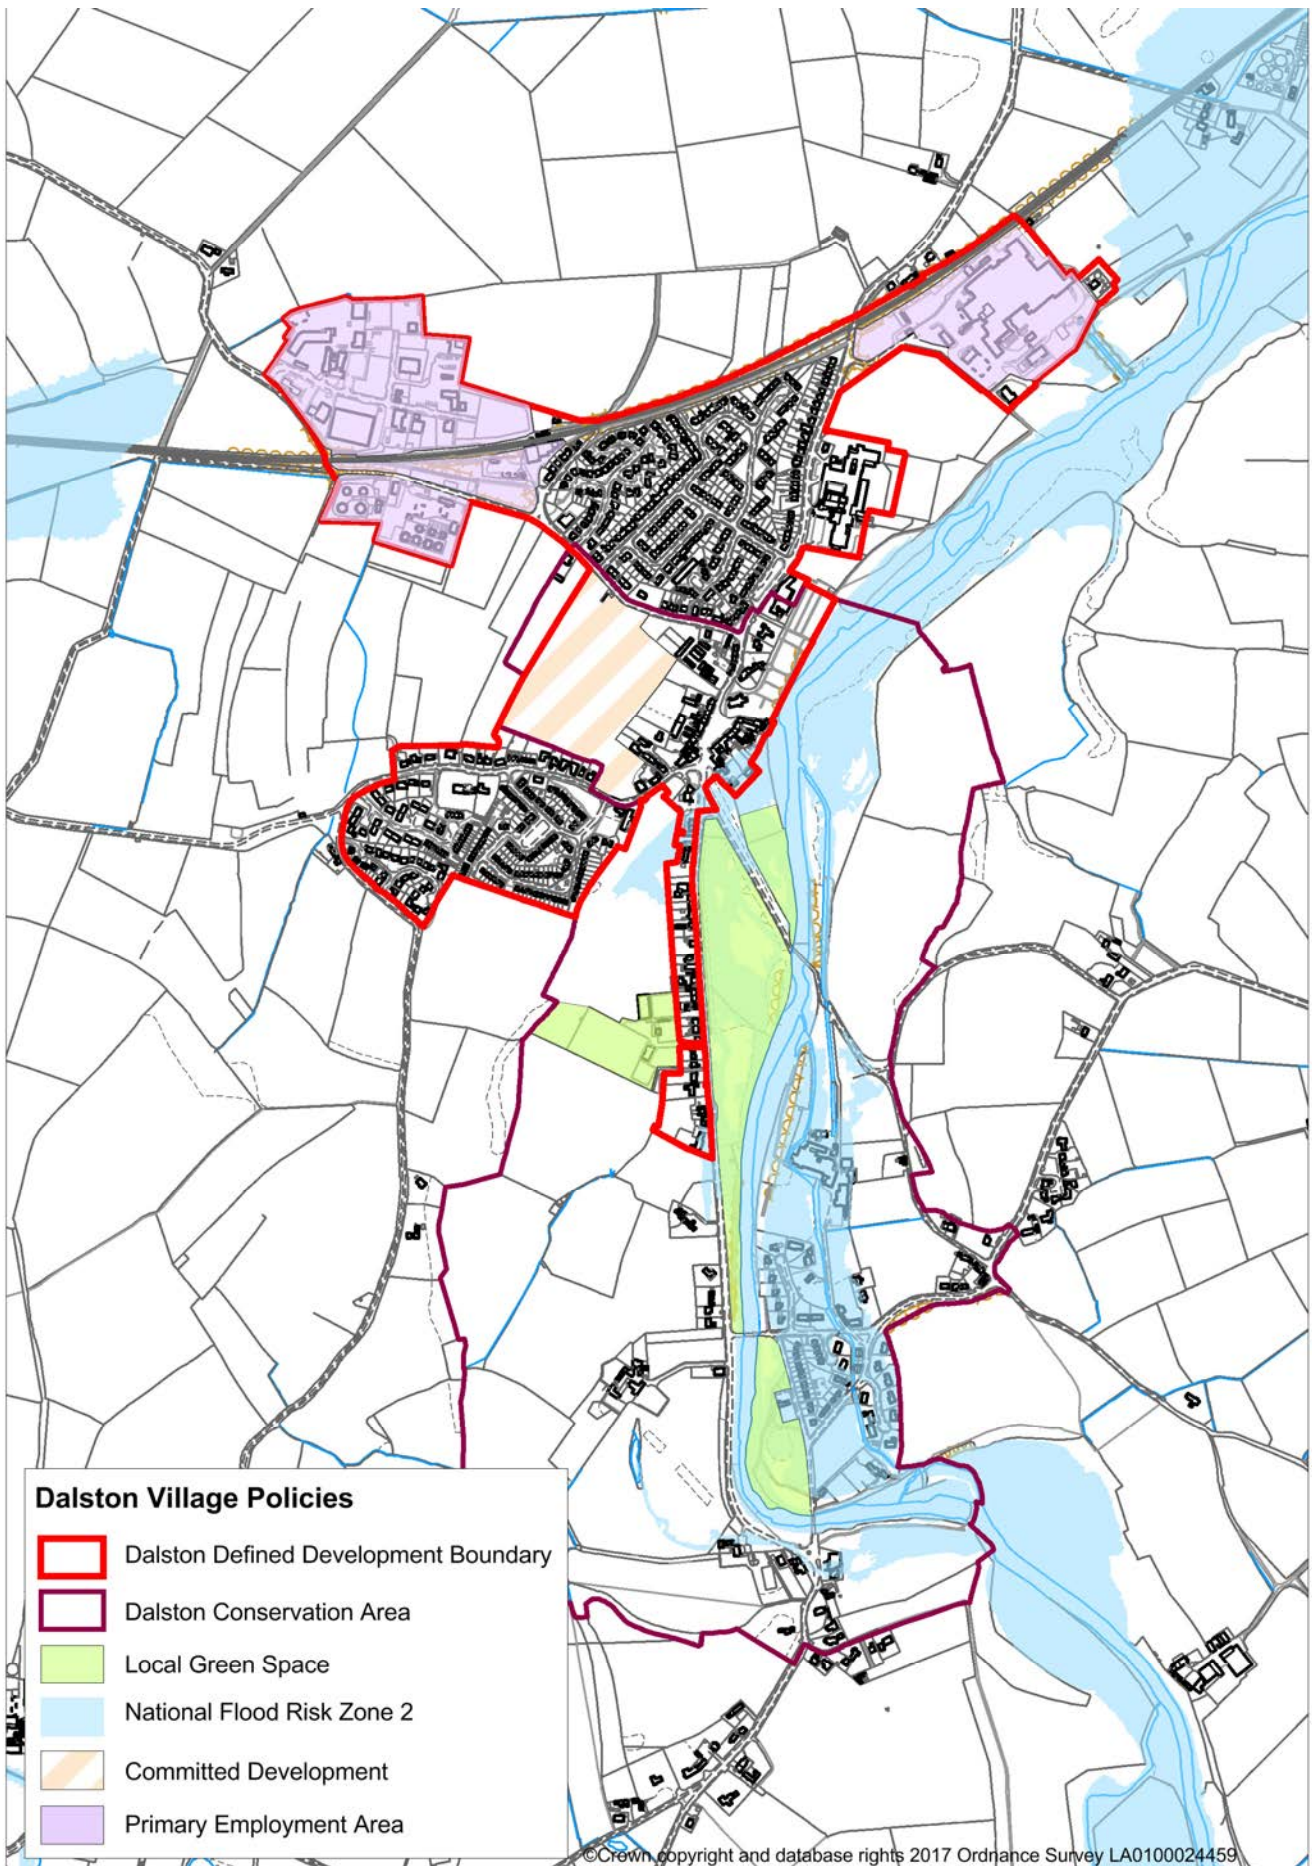 Dalston Village Policies
Dalston Defined Development Boundary
Dalston Conservation Area
Local Green Space
National Flood Risk Zone 2
Committed Development
Primary Employment Area
©Crown copyright and database rights 2017 Ordnance Survey LA0100024459